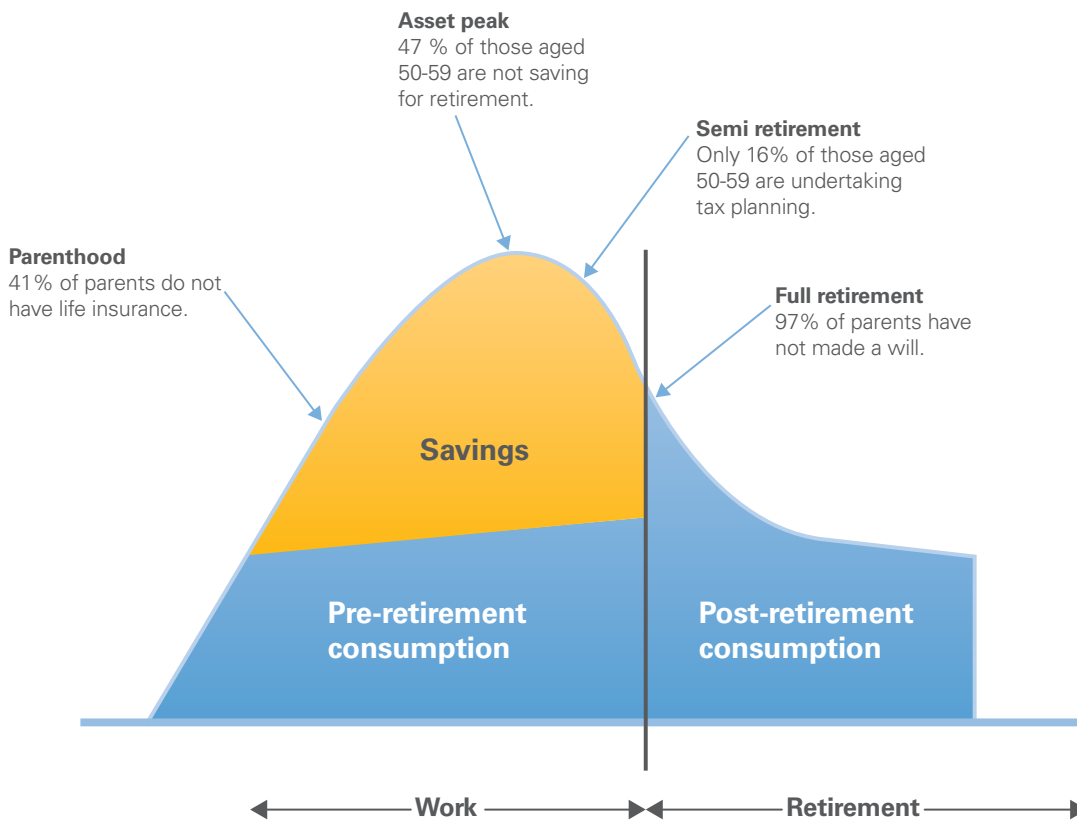 Asset peak
47 % of those aged
50-59 are not saving
for retirement.
Semi retirement
Only 16% of those aged
50-59 are undertaking
tax planning.
Parenthood
41% of parents do not
have life insurance.
Full retirement
97% of parents have
not made a will.
Savings
Pre-retirement
consumption
Post-retirement
consumption
Work
Retirement